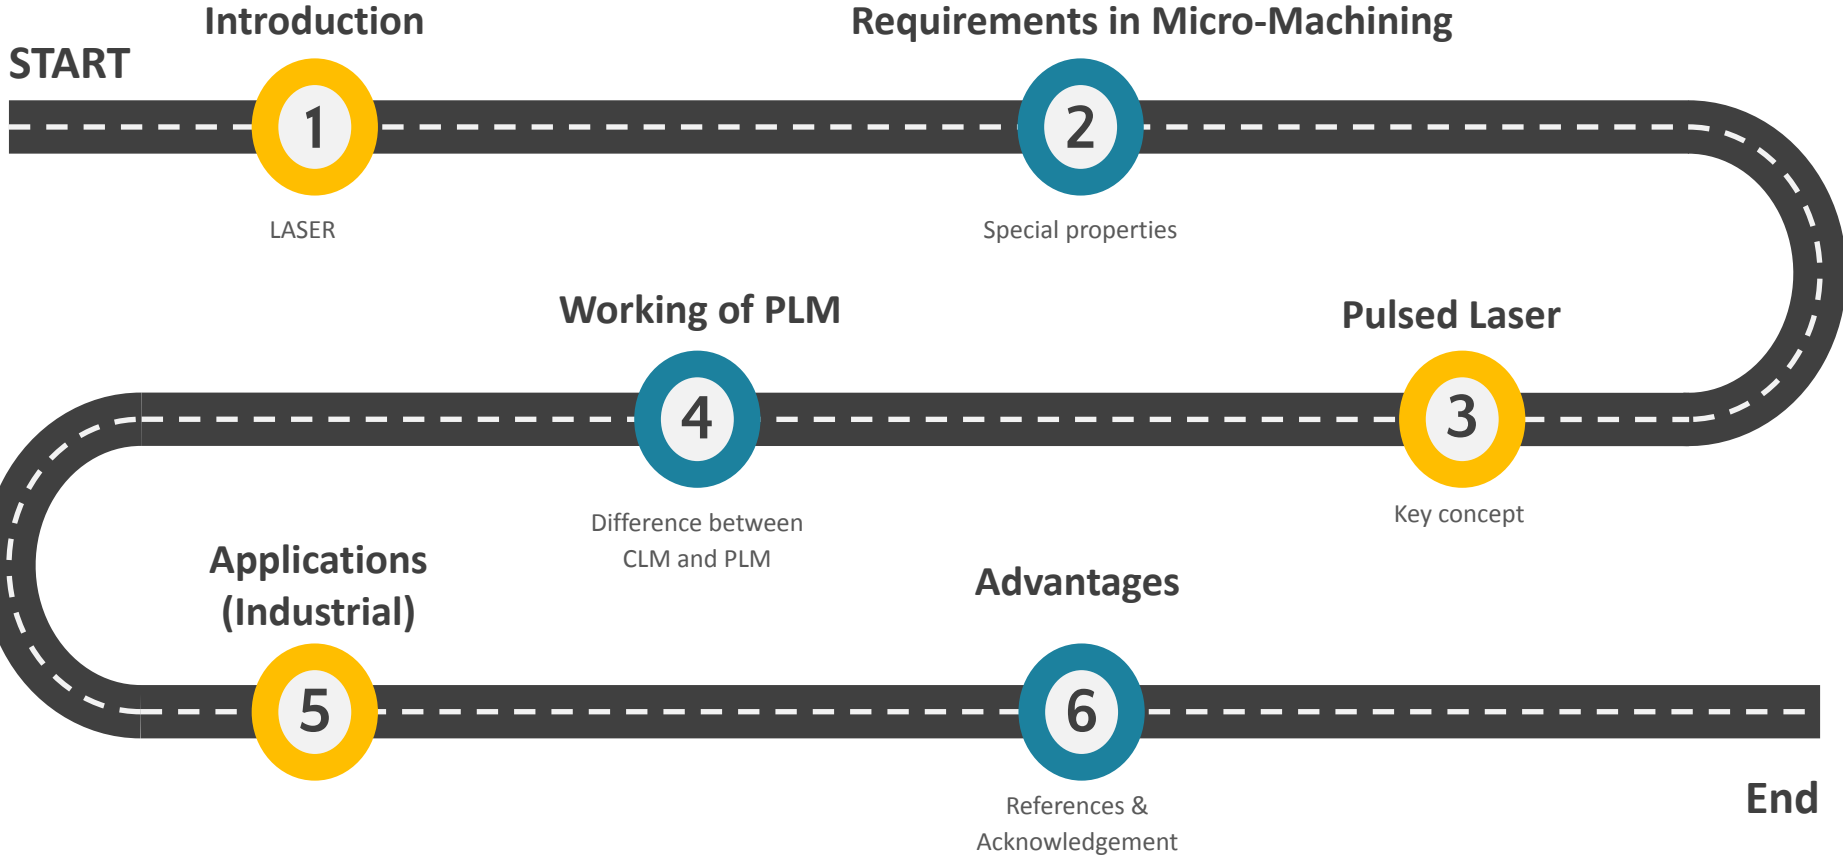 START
Introduction
1
LASER
Requirements in Micro-Machining
2
Special properties
Pulsed Laser
3
Key concept
Working of PLM
4
Difference between
CLM and PLM
Applications
(Industrial)
5
Advantages
6
References &
Acknowledgement
End